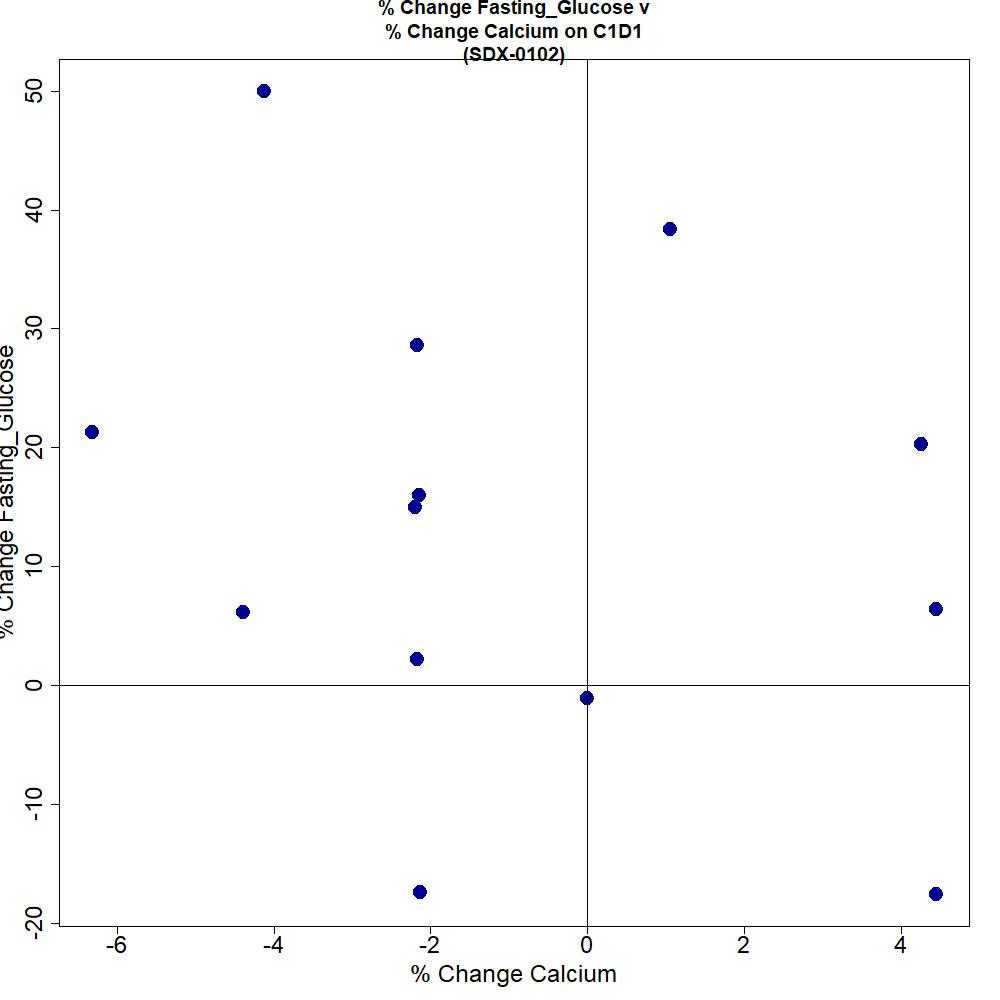 % Change Fasting_Glucose v
% Change Calcium on C1D1
(SDX-0102)
% Change Fasting_Glucose
50
40
30
20
10
0
-10
-20
-6
-4
-2
0
2
4
% Change Calcium